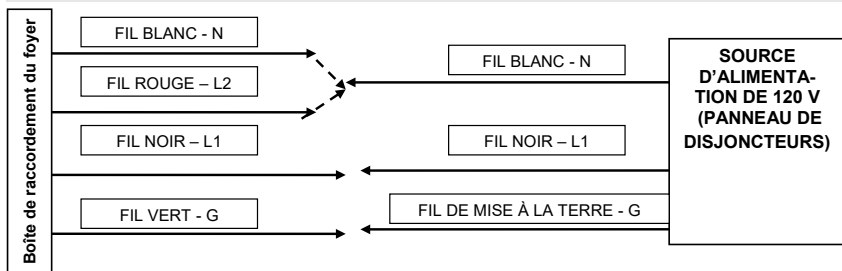 Boîte de raccordement du foyer
FIL BLANC - N
FIL ROUGE – L2
FIL NOIR – L1
FIL VERT - G
FIL BLANC - N
FIL NOIR – L1
FIL DE MISE À LA TERRE - G
SOURCE
D’ALIMENTA-
TION DE 120 V
(PANNEAU DE
DISJONCTEURS)